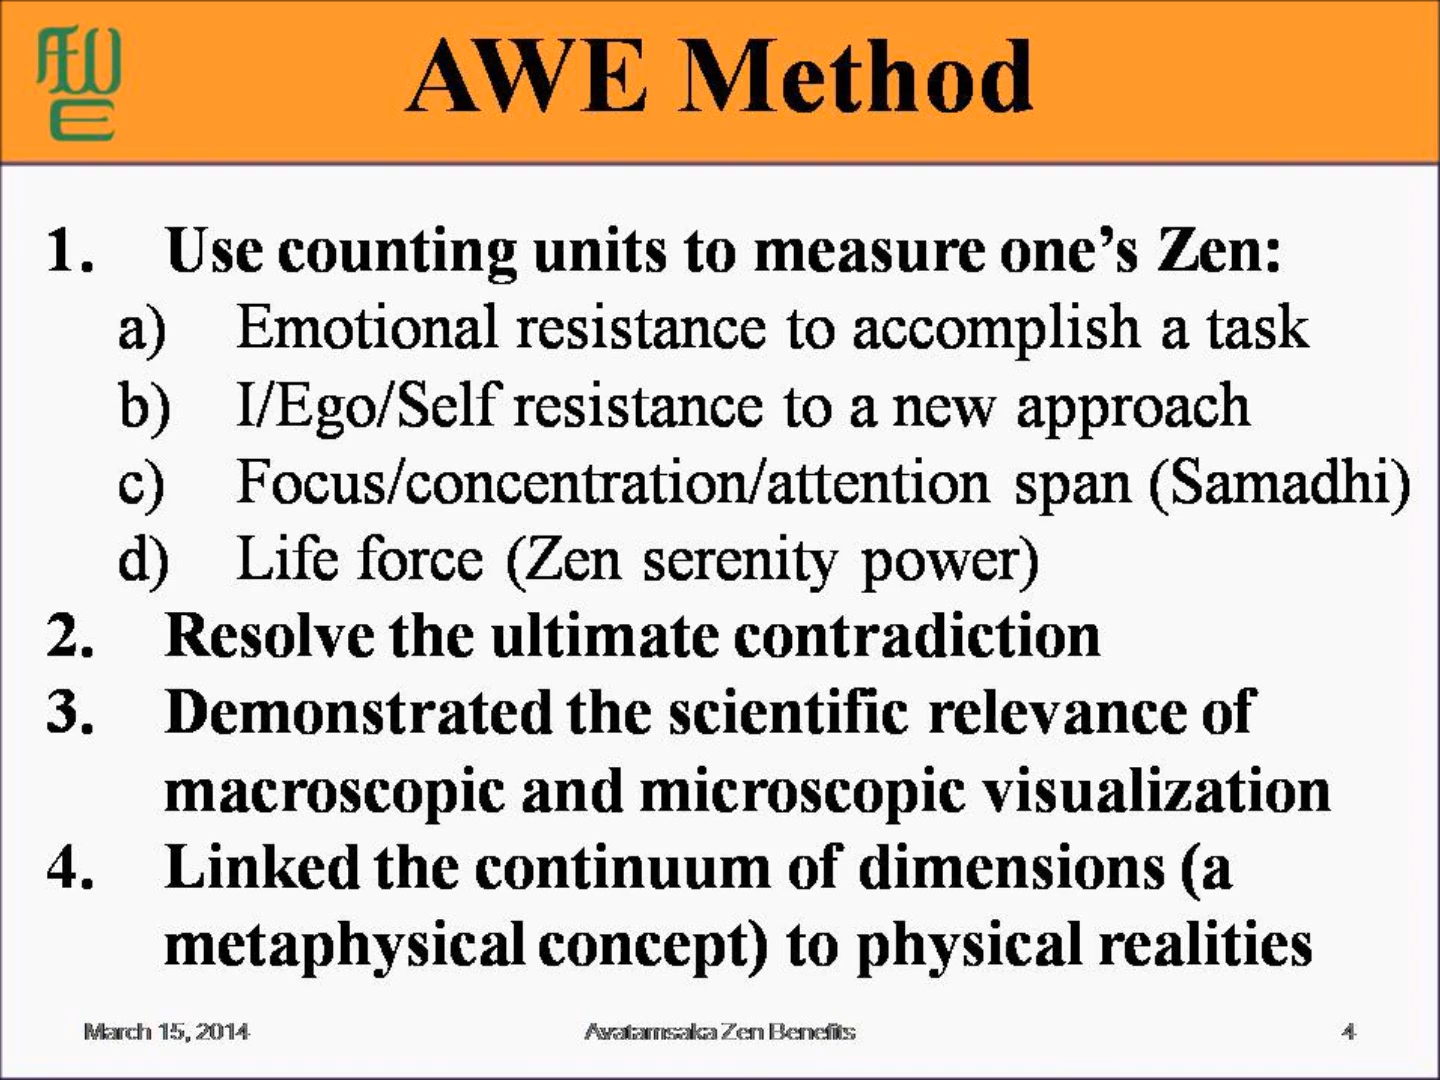 AWE
AWE Method
1. Use counting units to measure one's Zen:
a) Emotional resistance to accomplish a task
b) I/Ego/Self resistance to a new approach
c) Focus/concentration/attention span (Samadhi)
d) Life force (Zen serenity power)
2. Resolve the ultimate contradiction
3. Demonstrated the scientific relevance of
macroscopic and microscopic visualization
4. Linked the continuum of dimensions (a
metaphysical concept) to physical realities
March 15, 2014 Avatamsaka Zen Benefits 4